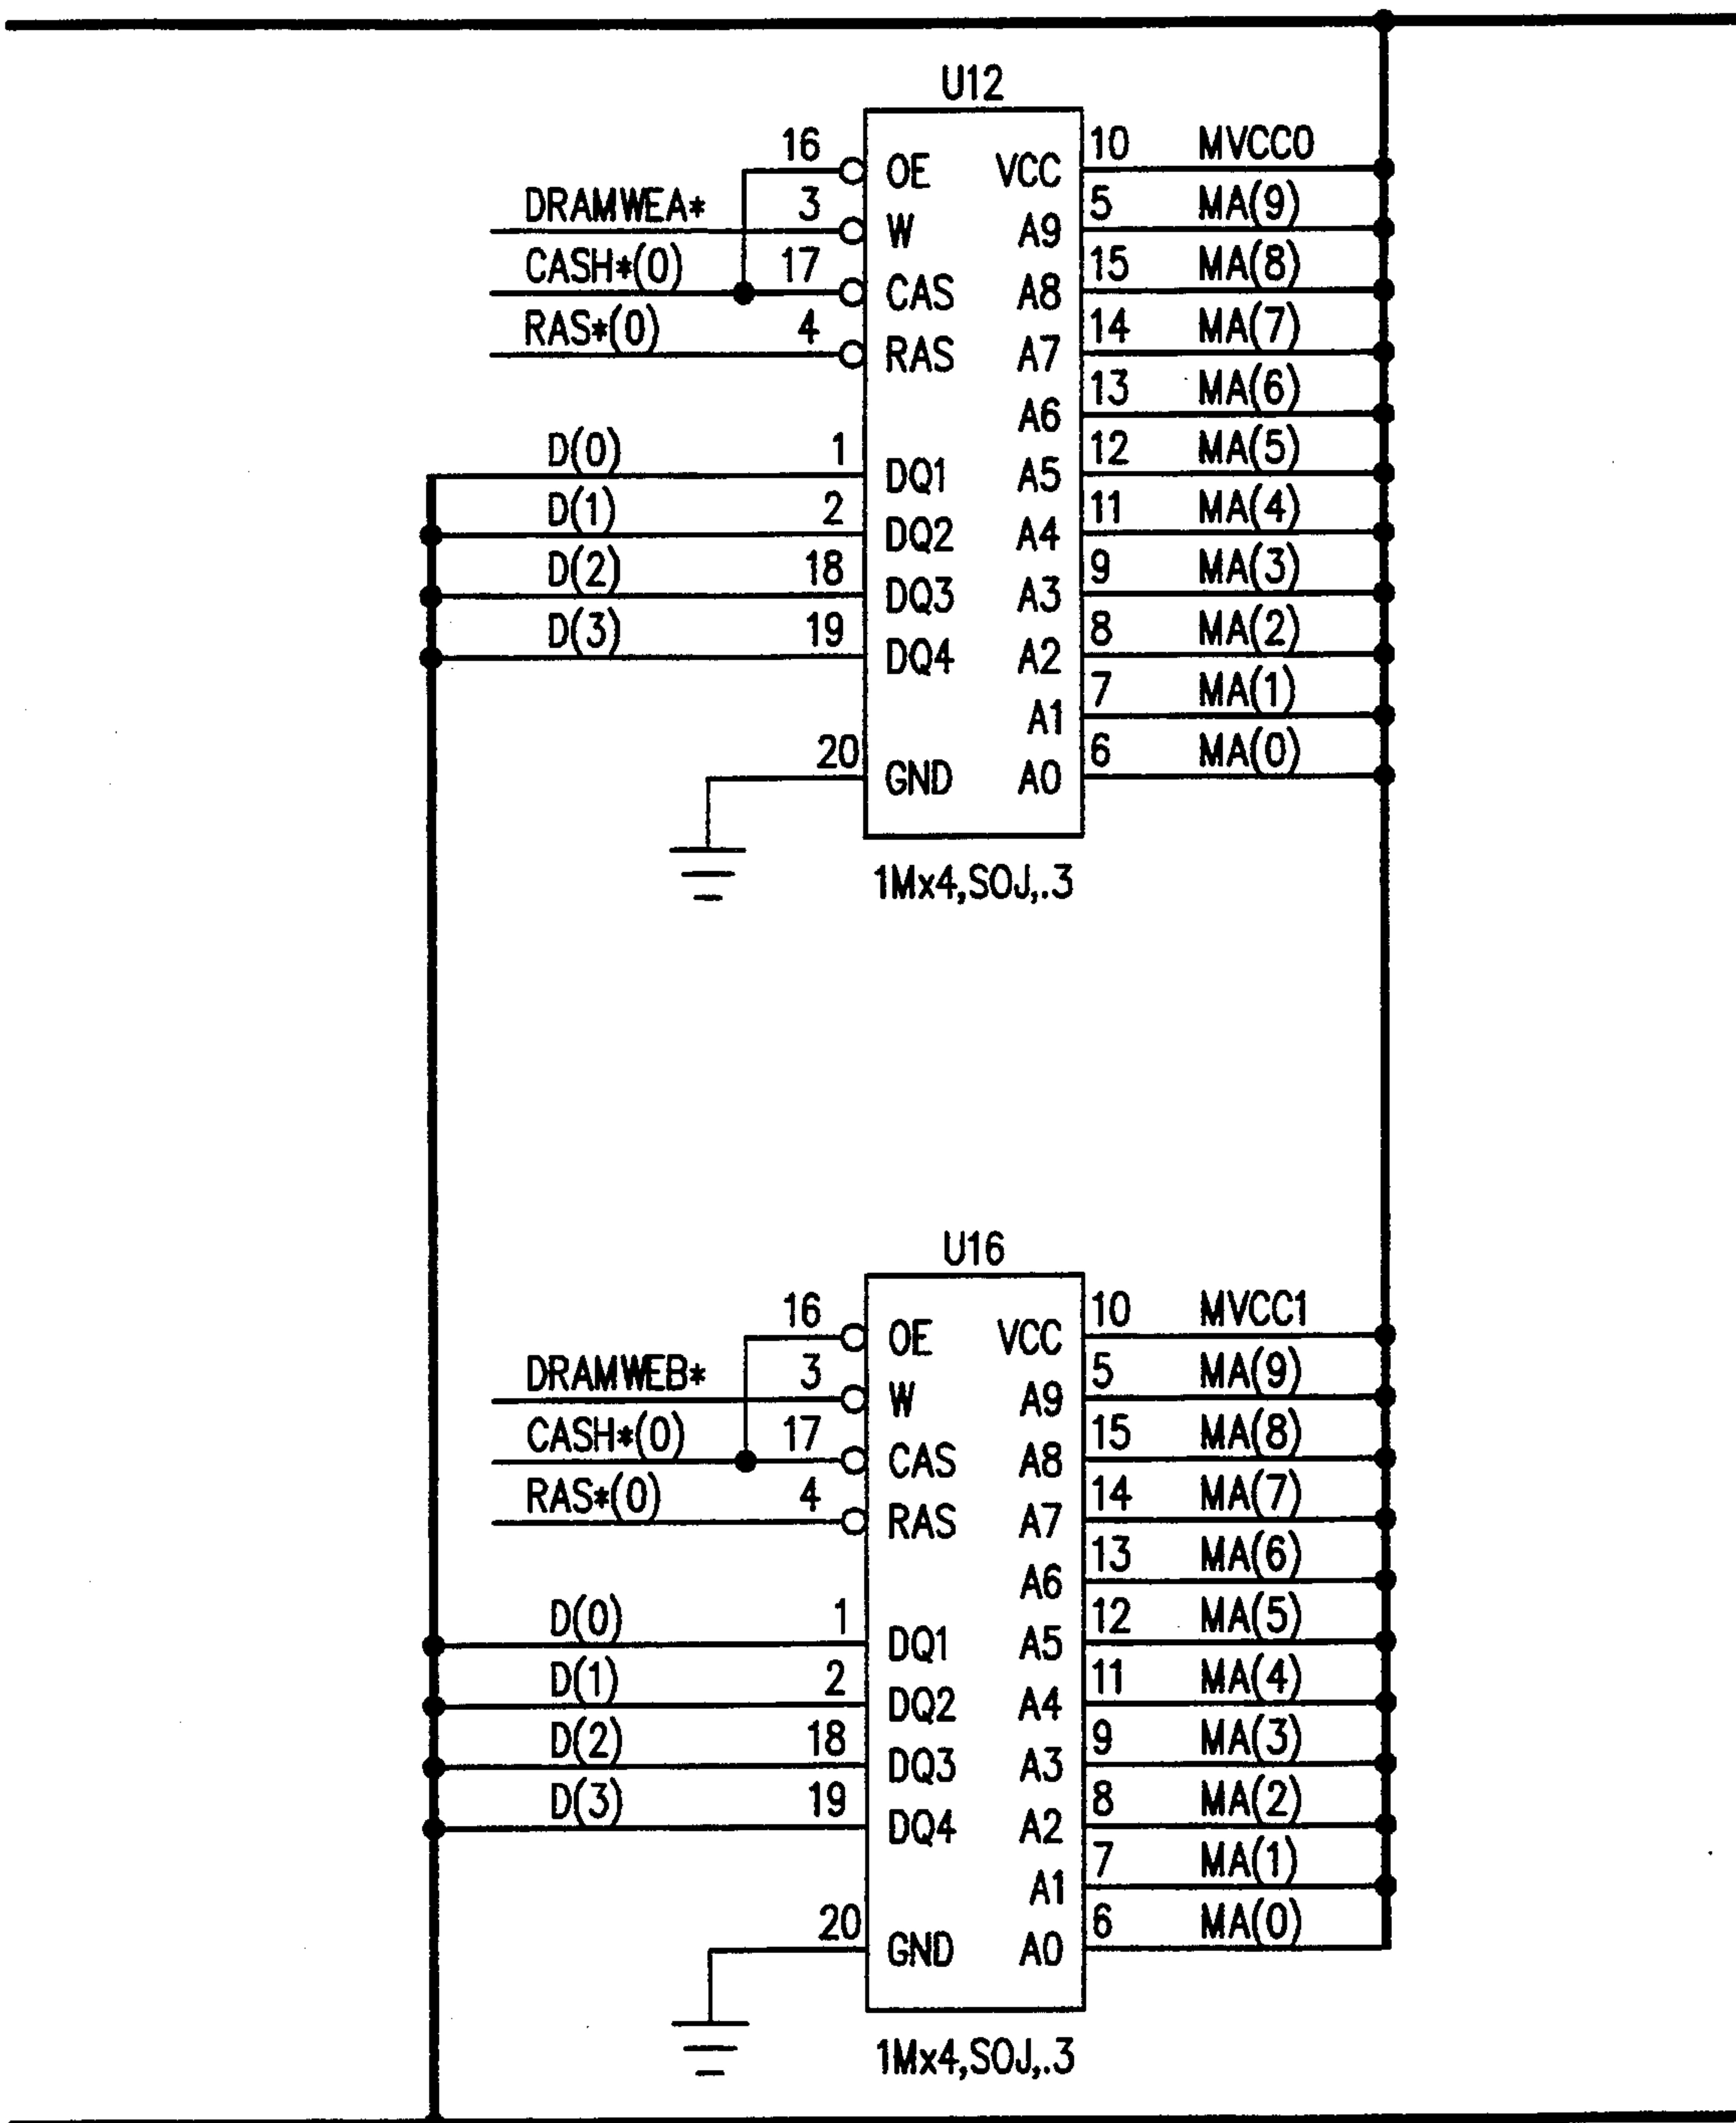 U12
16 OE VCC 10 MVCC0
DRAMWEA* 3 W A9 5 MA(9)
CASH*(0) 17 CAS A8 15 MA(8)
RAS*(0) 4 RAS A7 14 MA(7)
A6 13 MA(6)
D(0) 1 DQ1 A5 12 MA(5)
D(1) 2 DQ2 A4 11 MA(4)
D(2) 18 DQ3 A3 9 MA(3)
D(3) 19 DQ4 A2 8 MA(2)
A1 7 MA(1)
20 GND A0 6 MA(0)
1Mx4,SOJ,.3
U16
16 OE VCC 10 MVCC1
DRAMWEB* 3 W A9 5 MA(9)
CASH*(0) 17 CAS A8 15 MA(8)
RAS*(0) 4 RAS A7 14 MA(7)
A6 13 MA(6)
D(0) 1 DQ1 A5 12 MA(5)
D(1) 2 DQ2 A4 11 MA(4)
D(2) 18 DQ3 A3 9 MA(3)
D(3) 19 DQ4 A2 8 MA(2)
A1 7 MA(1)
20 GND A0 6 MA(0)
1Mx4,SOJ,.3